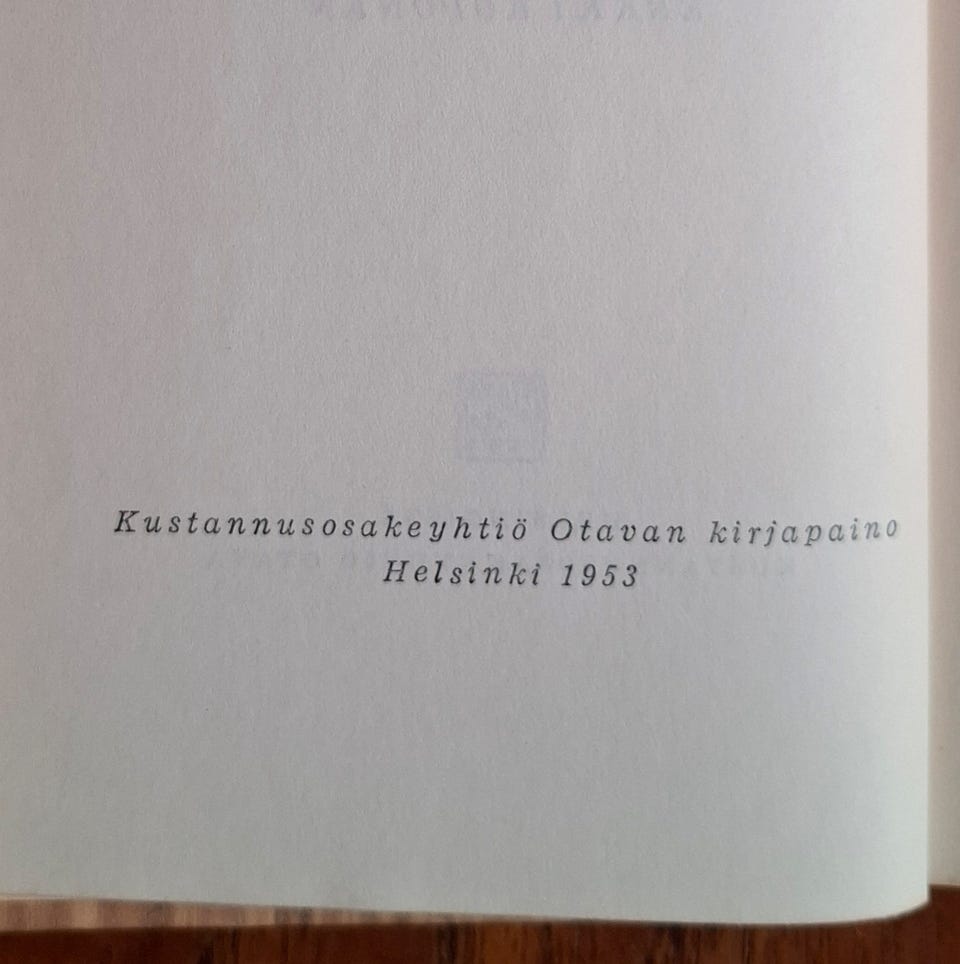 Kustannusosakeyhtiö Otavan kirjapaino
Helsinki 1953